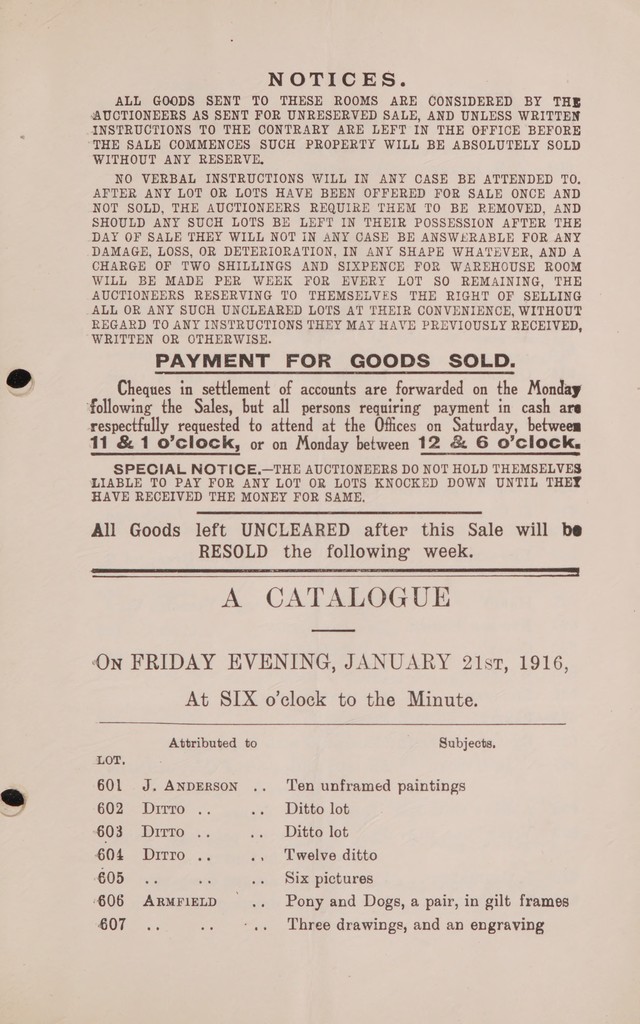 NOTICES.
ALL GOODS SENT TO THESE ROOMS ARE CONSIDERED BY THE
AUCTIONEERS AS SENT FOR UNRESERVED SALE, AND UNLESS WRITTEN
INSTRUCTIONS TO THE CONTRARY ARE LEFT IN THE OFFICE BEFORE
THE SALE COMMENCES SUCH PROPERTY WILL BE ABSOLUTELY SOLD
WITHOUT ANY RESERVE.
NO VERBAL INSTRUCTIONS WILL IN ANY CASE BE ATTENDED TO.
AFTER ANY LOT OR LOTS HAVE BEEN OFFERED FOR SALE ONCE AND
NOT SOLD, THE AUCTIONEERS REQUIRE THEM TO BE REMOVED, AND
SHOULD ANY SUCH LOTS BE LEFT IN THEIR POSSESSION AFTER THE
DAY OF SALE THEY WILL NOT IN ANY CASE BE ANSWERABLE FOR ANY
DAMAGE, LOSS, OR DETERIORATION, IN ANY SHAPE WHATEVER, AND A
CHARGE OF TWO SHILLINGS AND SIXPENCE FOR WAREHOUSE ROOM
WILL BE MADE PER WEEK FOR EVERY LOT SO REMAINING, THE
AUCTIONEERS RESERVING TO THEMSELVES THE RIGHT OF SELLING
ALL OR ANY SUCH UNCLEARED LOTS AT THEIR CONVENIENCE, WITHOUT
REGARD TO ANY INSTRUCTIONS THEY MAY HAVE PREVIOUSLY RECEIVED,
WRITTEN OR OTHERWISE.
PAYMENT FOR GOODS SOLD.
Cheques in settlement of accounts are forwarded on the Monday
following the Sales, but all persons requiring payment in cash are
respectfully requested to attend at the Offices on Saturday, between
11 & 1 o'clock, or on Monday between 12 & 6 o'clock.
SPECIAL NOTICE.—THE AUCTIONEERS DO NOT HOLD THEMSELVES
LIABLE TO PAY FOR ANY LOT OR LOTS KNOCKED DOWN UNTIL THEY
HAVE RECEIVED THE MONEY FOR SAME.
All Goods left UNCLEARED after this Sale will be
RESOLD the following week.
A CATALOGUE
ON FRIDAY EVENING, JANUARY 21ST, 1916,
At SIX o'clock to the Minute.
Attributed to Subjects.
LOT.
601 J. ANDERSON .. Ten unframed paintings
602 DITTO .. .. Ditto lot
603 DITTO .. .. Ditto lot
604 DITTO .. .. Twelve ditto
605 .. .. .. Six pictures
606 ARMFIELD .. Pony and Dogs, a pair, in gilt frames
607 .. .. .. Three drawings, and an engraving